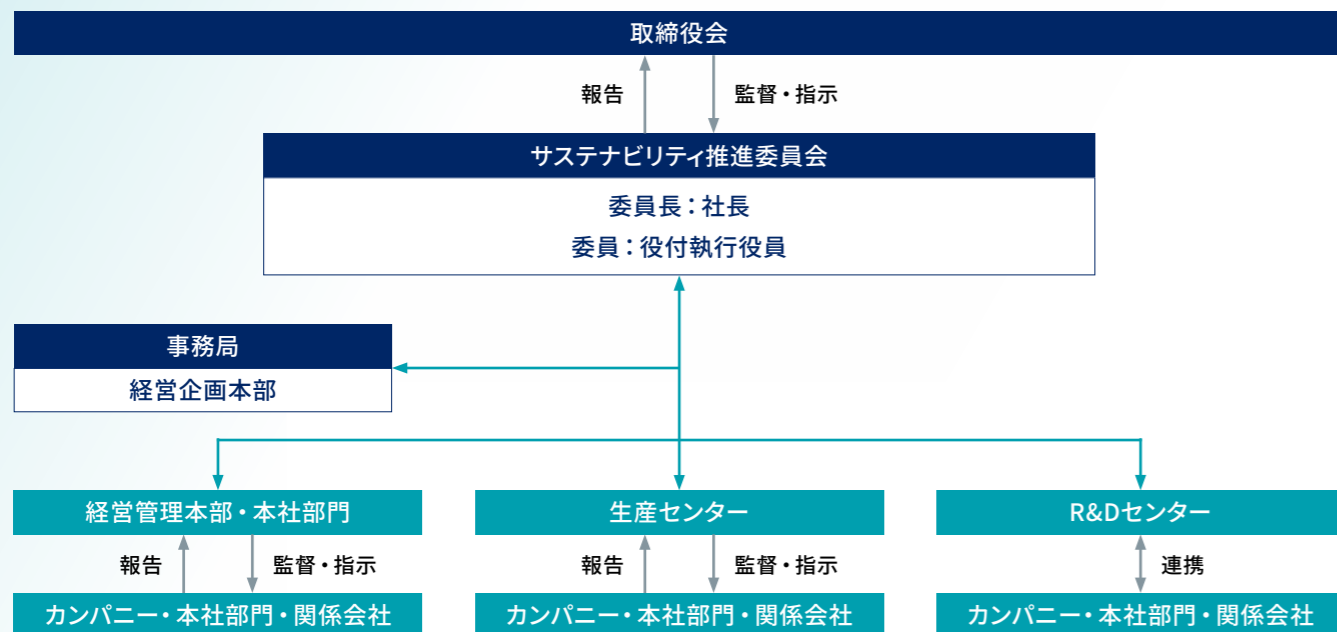 取締役会
報告
監督・指示
サステナビリティ推進委員会
委員長：社長
委員：役付執行役員
事務局
経営企画本部
経営管理本部・本社部門
生産センター
R&Dセンター
報告
監督・指示
報告
監督・指示
連携
カンパニー・本社部門・関係会社
カンパニー・本社部門・関係会社
カンパニー・本社部門・関係会社